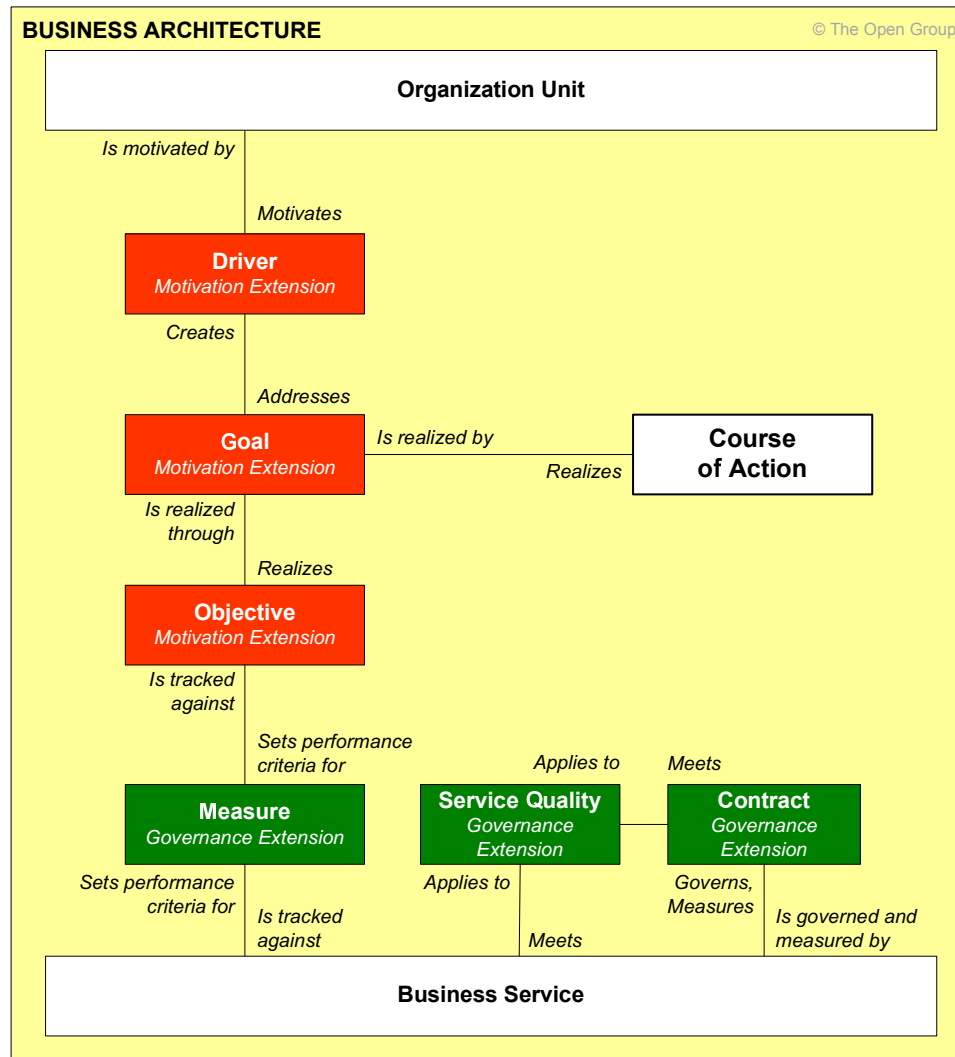 BUSINESS ARCHITECTURE
© The Open Group
Organization Unit
Is motivated by
Motivates
Driver
Motivation Extension
Creates
Addresses
Goal
Motivation Extension
Is realized by
Realizes
Course
of Action
Is realized
through
Realizes
Objective
Motivation Extension
Is tracked
against
Sets performance
criteria for
Applies to
Meets
Measure
Governance Extension
Service Quality
Governance
Extension
Contract
Governance
Extension
Sets performance
criteria for
Is tracked
against
Applies to
Meets
Governs,
Measures
Is governed and
measured by
Business Service